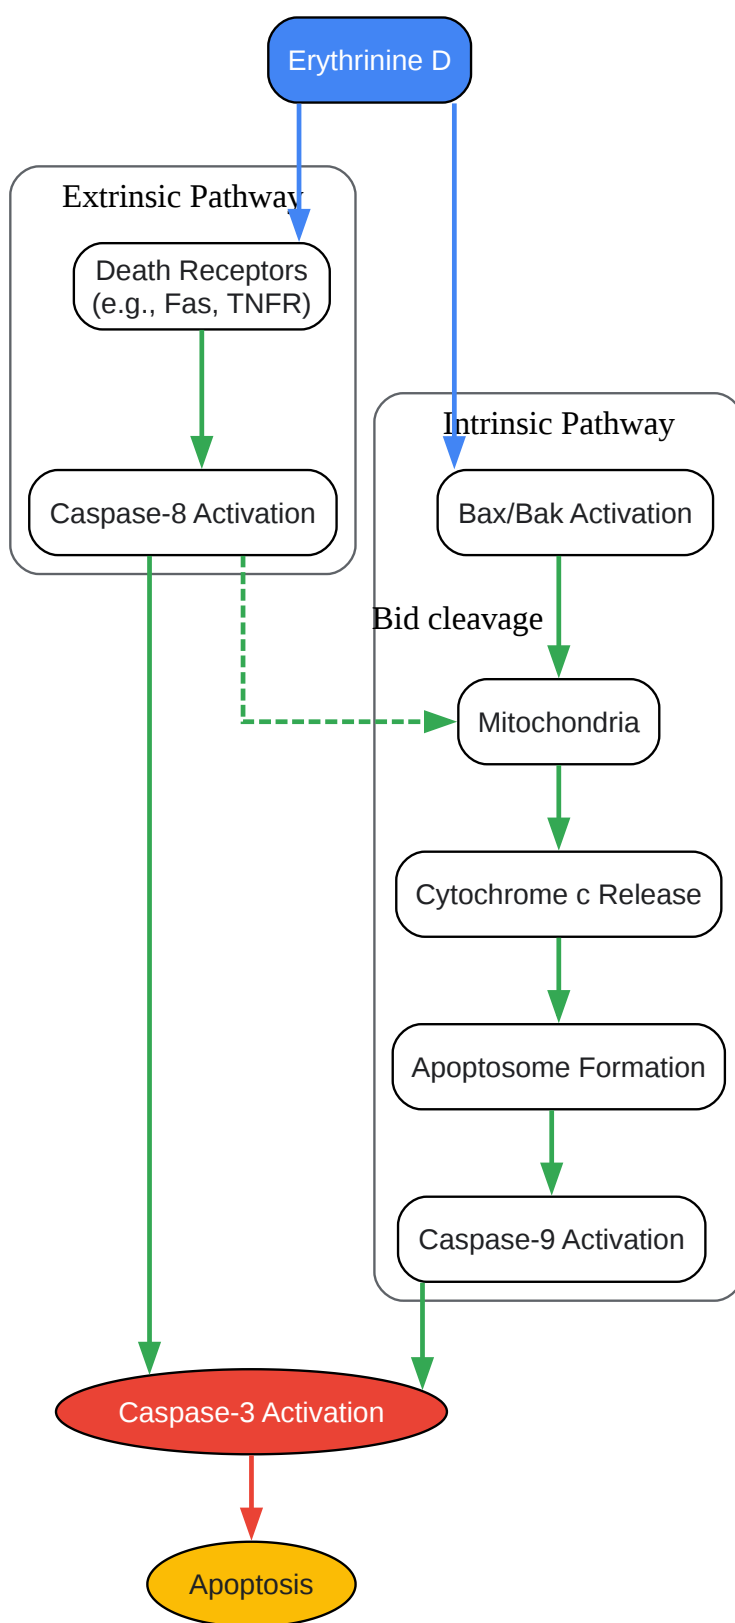 Erythrinine D
Extrinsic Pathway
Death Receptors
(e.g., Fas, TNFR)
Intrinsic Pathway
Caspase-8 Activation
Bax/Bak Activation
Bid cleavage
Mitochondria
Cytochrome c Release
Apoptosome Formation
Caspase-9 Activation
Caspase-3 Activation
Apoptosis